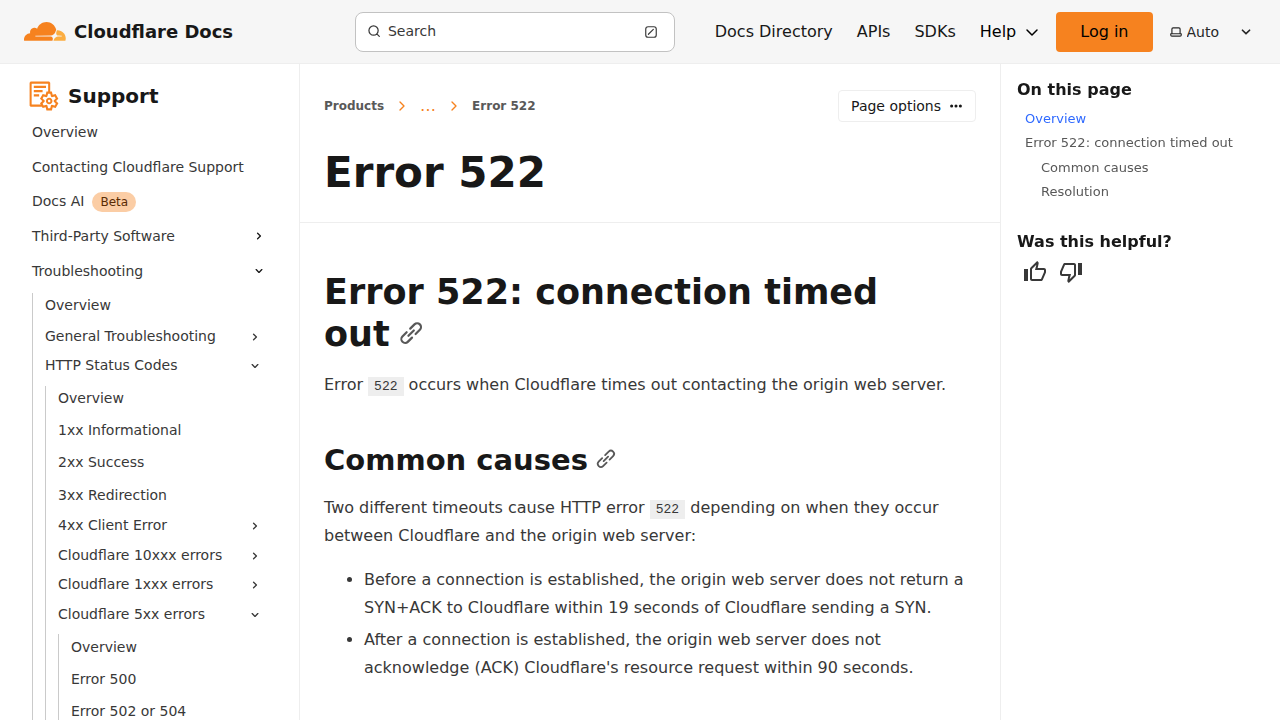 Cloudflare Docs
Search
Docs Directory
APIs
SDKs
Help
Log in
Auto
Support
Overview
Contacting Cloudflare Support
Docs AI Beta
Third-Party Software
Troubleshooting
Overview
General Troubleshooting
HTTP Status Codes
Overview
1xx Informational
2xx Success
3xx Redirection
4xx Client Error
Cloudflare 10xxx errors
Cloudflare 1xxx errors
Cloudflare 5xx errors
Overview
Error 500
Error 502 or 504
Products > ... > Error 522
Page options
Error 522
Error 522: connection timed
out
Error 522 occurs when Cloudflare times out contacting the origin web server.
Common causes
Two different timeouts cause HTTP error 522 depending on when they occur
between Cloudflare and the origin web server:
• Before a connection is established, the origin web server does not return a
SYN+ACK to Cloudflare within 19 seconds of Cloudflare sending a SYN.
• After a connection is established, the origin web server does not
acknowledge (ACK) Cloudflare's resource request within 90 seconds.
On this page
Overview
Error 522: connection timed out
Common causes
Resolution
Was this helpful?